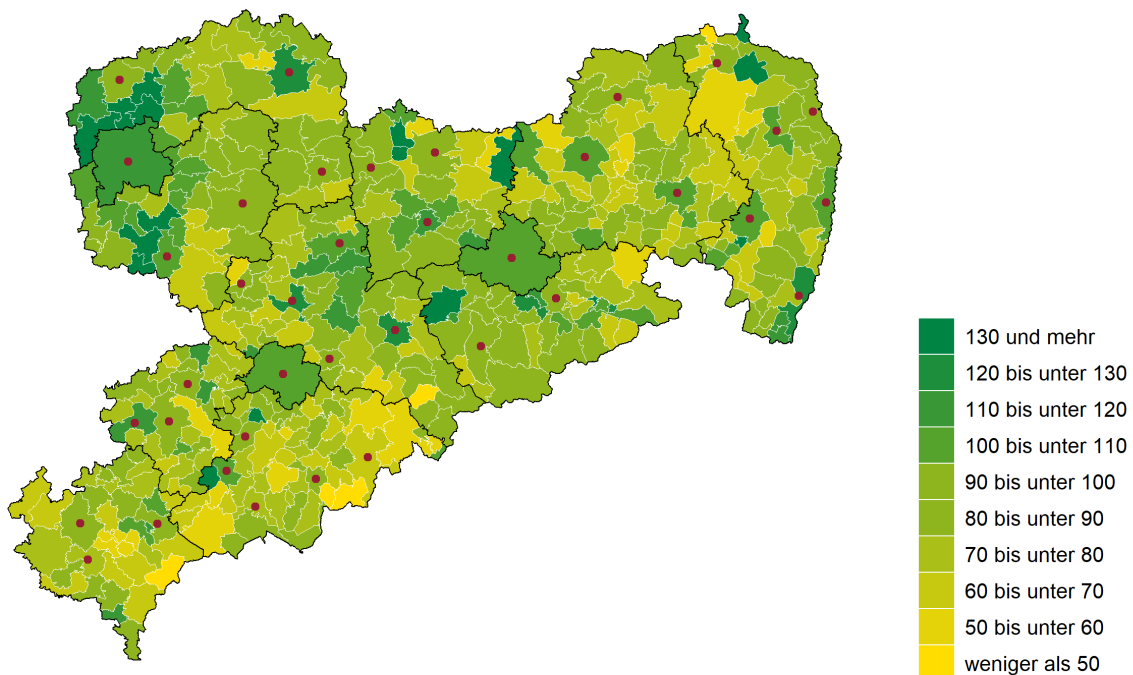 130 und mehr
120 bis unter 130
110 bis unter 120
100 bis unter 110
90 bis unter 100
80 bis unter 90
70 bis unter 80
60 bis unter 70
50 bis unter 60
weniger als 50